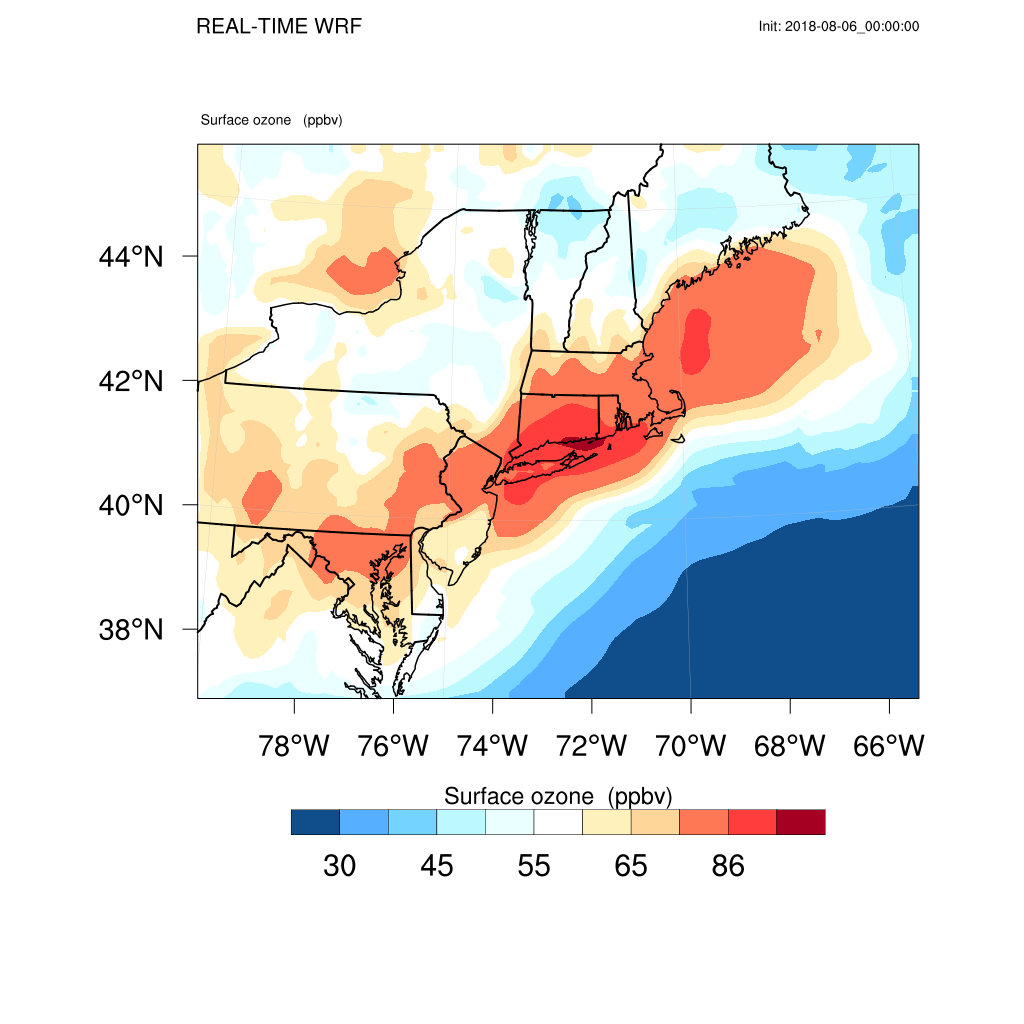 REAL-TIME WRF
Init: 2018-08-06_00:00:00
Surface ozone (ppbv)
44°N
42°N
40°N
38°N
78°W 76°W 74°W 72°W 70°W 68°W 66°W
Surface ozone (ppbv)
30 45 55 65 86